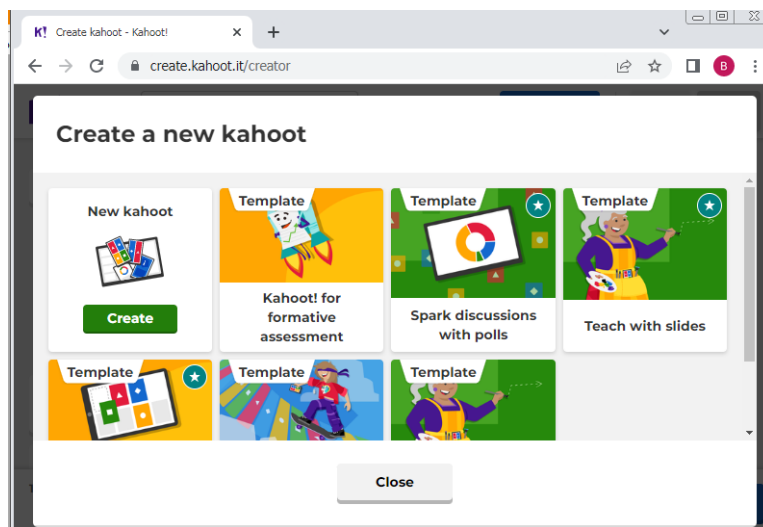 K! Create kahoot - Kahoot!
create.kahoot.it/creator
B
Create a new kahoot
New kahoot
Create
Template
Kahoot! for
formative
assessment
Template
Spark discussions
with polls
Template
Teach with slides
Template
Template
Template
Close